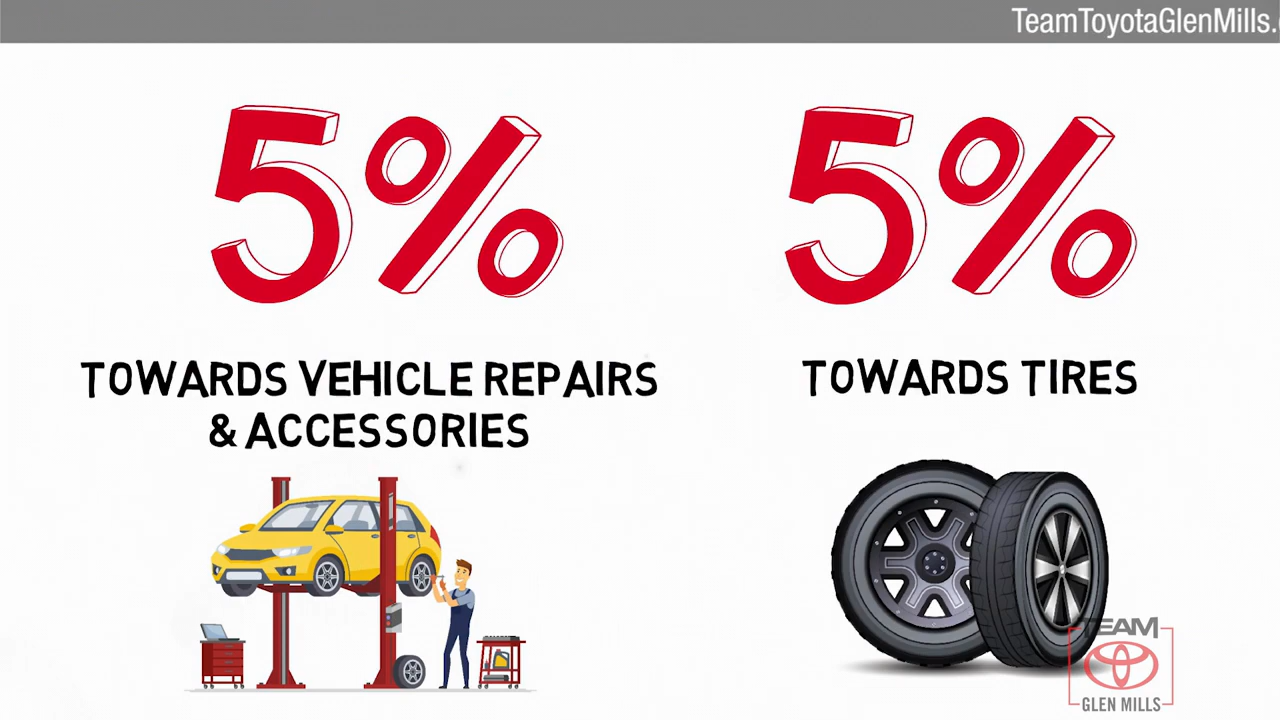 TeamToyotaGlenMills.
5%
TOWARDS VEHICLE REPAIRS
& ACCESSORIES
5%
TOWARDS TIRES
TEAM
GLEN MILLS